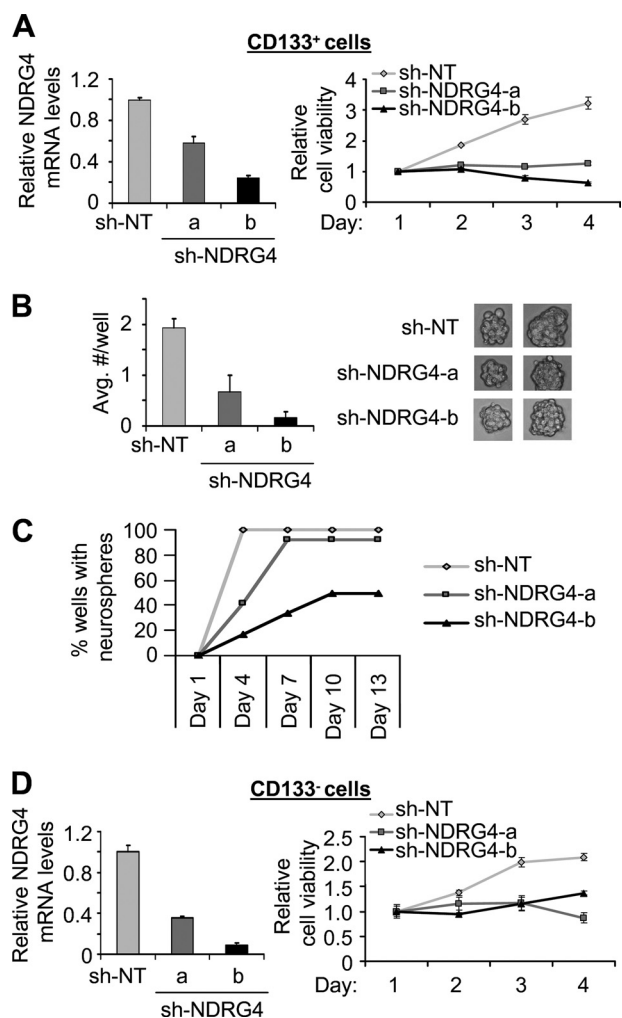 A
CD133+ cells
Relative NDRG4
mRNA levels
1.2
0.8
0.4
0
sh-NT
a
b
sh-NDRG4
Relative
cell viability
4
3
2
1
0
sh-NT
sh-NDRG4-a
sh-NDRG4-b
Day: 1 2 3 4
B
Avg. #/well
2
1
0
sh-NT
a
b
sh-NDRG4
sh-NT
sh-NDRG4-a
sh-NDRG4-b
C
% wells with
neurospheres
100
80
60
40
20
0
Day 1
Day 4
Day 7
Day 10
Day 13
sh-NT
sh-NDRG4-a
sh-NDRG4-b
D
CD133- cells
Relative NDRG4
mRNA levels
1.2
0.8
0.4
0
sh-NT
a
b
sh-NDRG4
Relative
cell viability
2.5
2.0
1.5
1.0
0.5
0.0
sh-NT
sh-NDRG4-a
sh-NDRG4-b
Day: 1 2 3 4